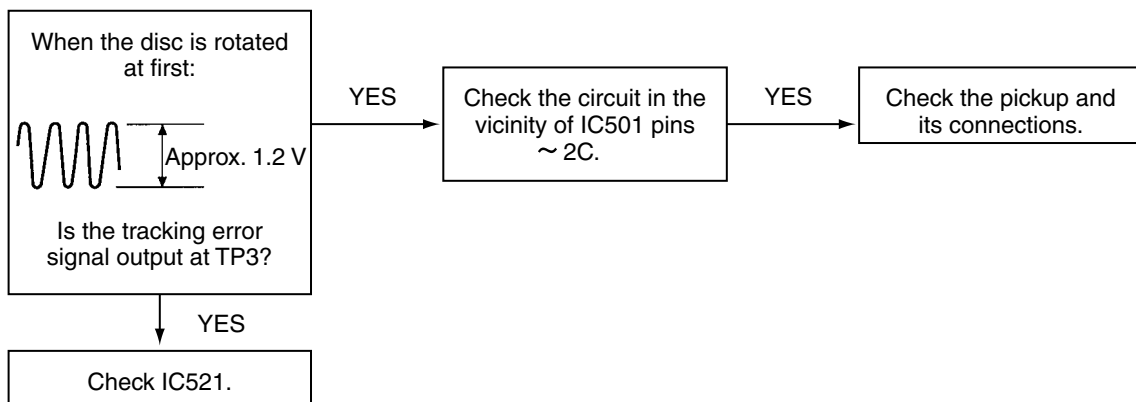 When the disc is rotated
at first:
Approx. 1.2 V
Is the tracking error
signal output at TP3?
YES
Check the circuit in the
vicinity of IC501 pins
~ 2C.
YES
Check the pickup and
its connections.
YES
Check IC521.